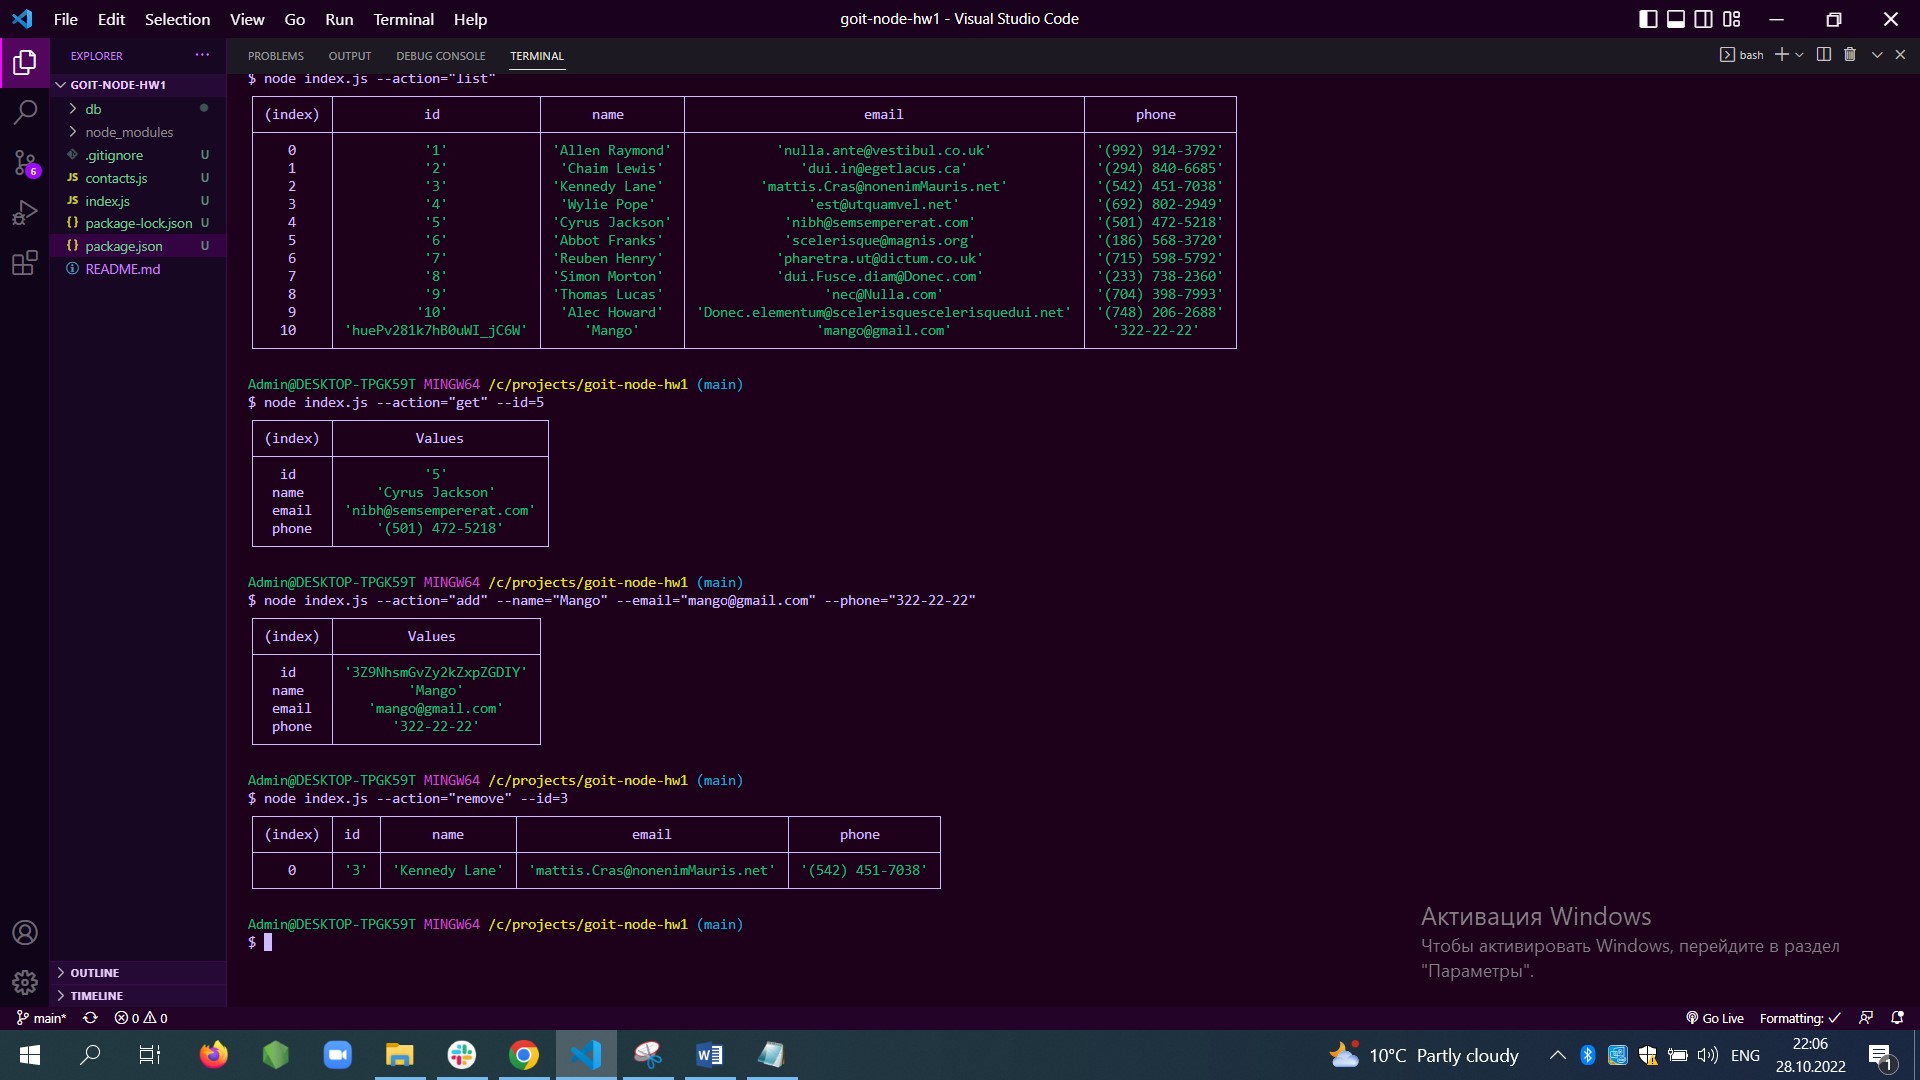 File Edit Selection View Go Run Terminal Help
goit-node-hw1 - Visual Studio Code
EXPLORER
GOIT-NODE-HW1
db
node_modules
.gitignore U
contacts.js U
index.js U
package-lock.json U
package.json U
README.md
6
OUTLINE
TIMELINE
PROBLEMS OUTPUT DEBUG CONSOLE TERMINAL
bash
$ node index.js --action="list"
(index) id name email phone
0 '1' 'Allen Raymond' 'nulla.ante@vestibul.co.uk' '(992) 914-3792'
1 '2' 'Chaim Lewis' 'dui.in@egetlacus.ca' '(294) 840-6685'
2 '3' 'Kennedy Lane' 'mattis.Cras@nonenimMauris.net' '(542) 451-7038'
3 '4' 'Wylie Pope' 'est@utquamvel.net' '(692) 802-2949'
4 '5' 'Cyrus Jackson' 'nibh@semsempererat.com' '(501) 472-5218'
5 '6' 'Abbot Franks' 'scelerisque@magnis.org' '(186) 568-3720'
6 '7' 'Reuben Henry' 'pharetra.ut@dictum.co.uk' '(715) 598-5792'
7 '8' 'Simon Morton' 'dui.Fusce.diam@Donec.com' '(233) 738-2360'
8 '9' 'Thomas Lucas' 'nec@Nulla.com' '(704) 398-7993'
9 '10' 'Alec Howard' 'Donec.elementum@scelerisquescelerisquedui.net' '(748) 206-2688'
10 'huePv281k7hB0uWI_jC6W' 'Mango' 'mango@gmail.com' '322-22-22'
Admin@DESKTOP-TPGK59T MINGW64 /c/projects/goit-node-hw1 (main)
$ node index.js --action="get" --id=5
(index) Values
id '5'
name 'Cyrus Jackson'
email 'nibh@semsempererat.com'
phone '(501) 472-5218'
Admin@DESKTOP-TPGK59T MINGW64 /c/projects/goit-node-hw1 (main)
$ node index.js --action="add" --name="Mango" --email="mango@gmail.com" --phone="322-22-22"
(index) Values
id '3Z9NhsmGvZy2kZxpZGDIY'
name 'Mango'
email 'mango@gmail.com'
phone '322-22-22'
Admin@DESKTOP-TPGK59T MINGW64 /c/projects/goit-node-hw1 (main)
$ node index.js --action="remove" --id=3
(index) id name email phone
0 '3' 'Kennedy Lane' 'mattis.Cras@nonenimMauris.net' '(542) 451-7038'
Admin@DESKTOP-TPGK59T MINGW64 /c/projects/goit-node-hw1 (main)
$
Активация Windows
Чтобы активировать Windows, перейдите в раздел
"Параметры".
main* 0 0
Go Live Formatting:
10°C Partly cloudy
ENG
22:06
28.10.2022
1